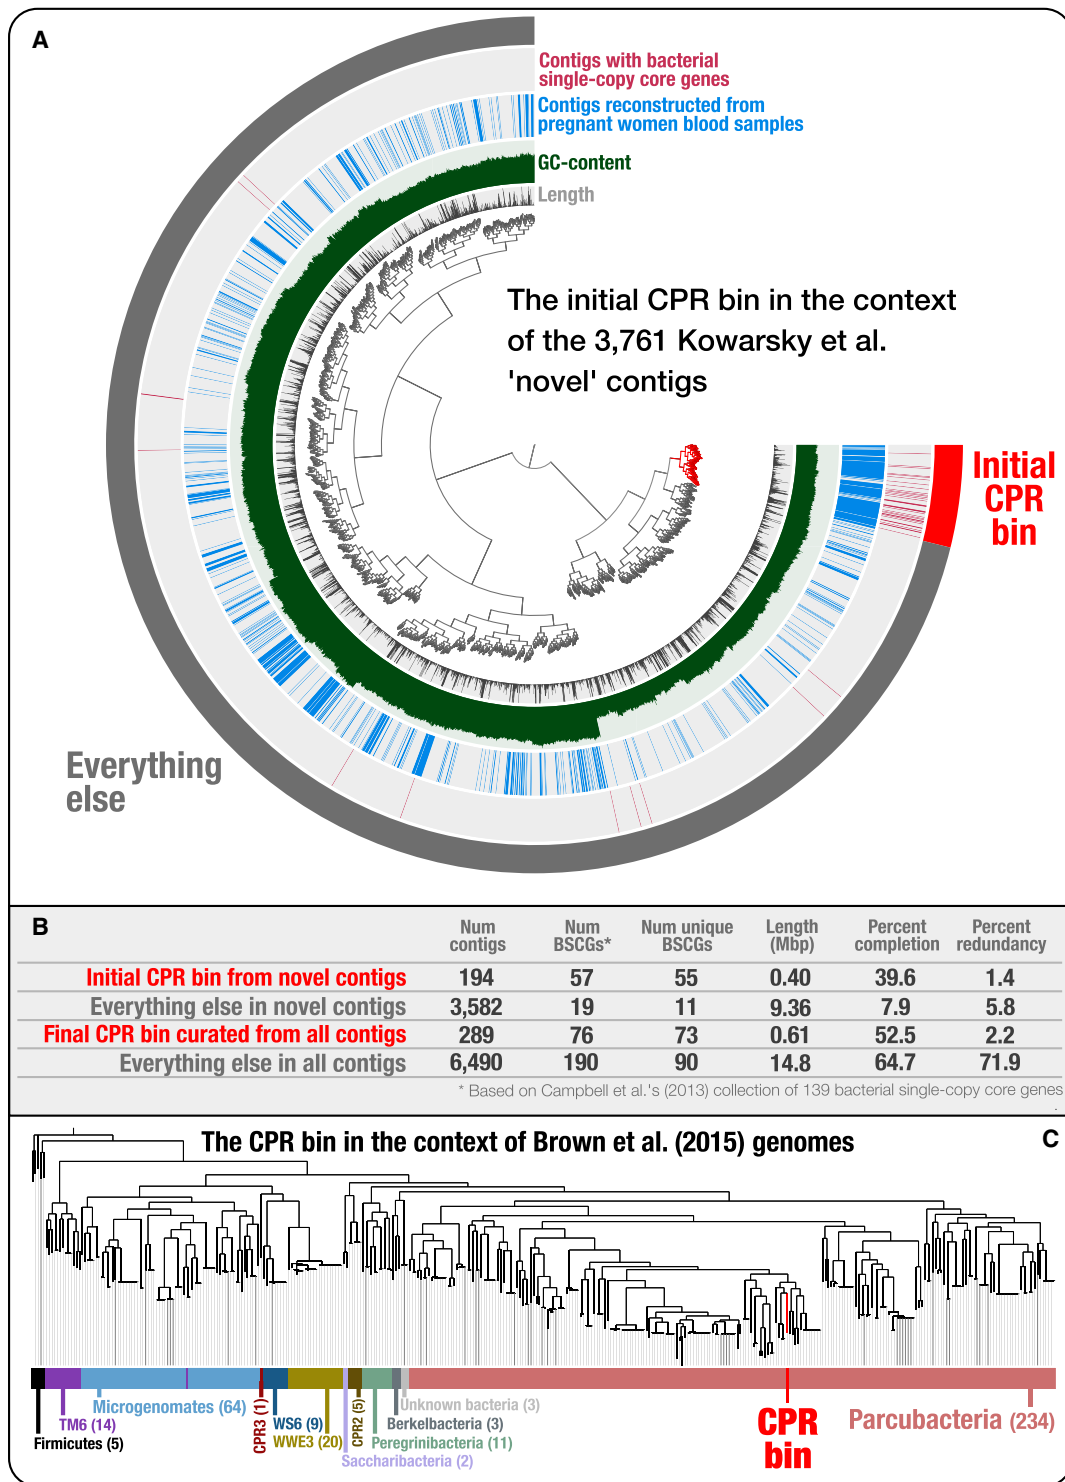 A
Contigs with bacterial
single-copy core genes
Contigs reconstructed from
pregnant women blood samples
GC-content
Length
The initial CPR bin in the context
of the 3,761 Kowarsky et al.
'novel' contigs
Initial
CPR
bin
Everything
else
B
Num contigs Num BSCGs* Num unique BSCGs Length (Mbp) Percent completion Percent redundancy
Initial CPR bin from novel contigs 194 57 55 0.40 39.6 1.4
Everything else in novel contigs 3,582 19 11 9.36 7.9 5.8
Final CPR bin curated from all contigs 289 76 73 0.61 52.5 2.2
Everything else in all contigs 6,490 190 90 14.8 64.7 71.9
* Based on Campbell et al.'s (2013) collection of 139 bacterial single-copy core genes
The CPR bin in the context of Brown et al. (2015) genomes
C
Firmicutes (5)
TM6 (14)
Microgenomates (64)
CPR3 (1)
WS6 (9)
WWE3 (20)
Saccharibacteria (2)
CPR2 (5)
Peregrinibacteria (11)
Berkelbacteria (3)
Unknown bacteria (3)
CPR
bin
Parcubacteria (234)